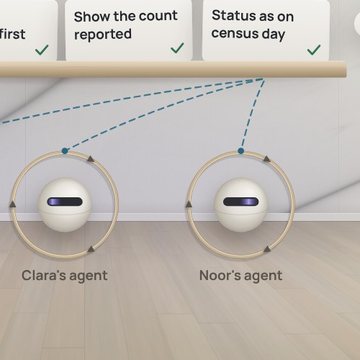 first
Show the count
reported
Status as on
census day
Clara's agent
Noor's agent